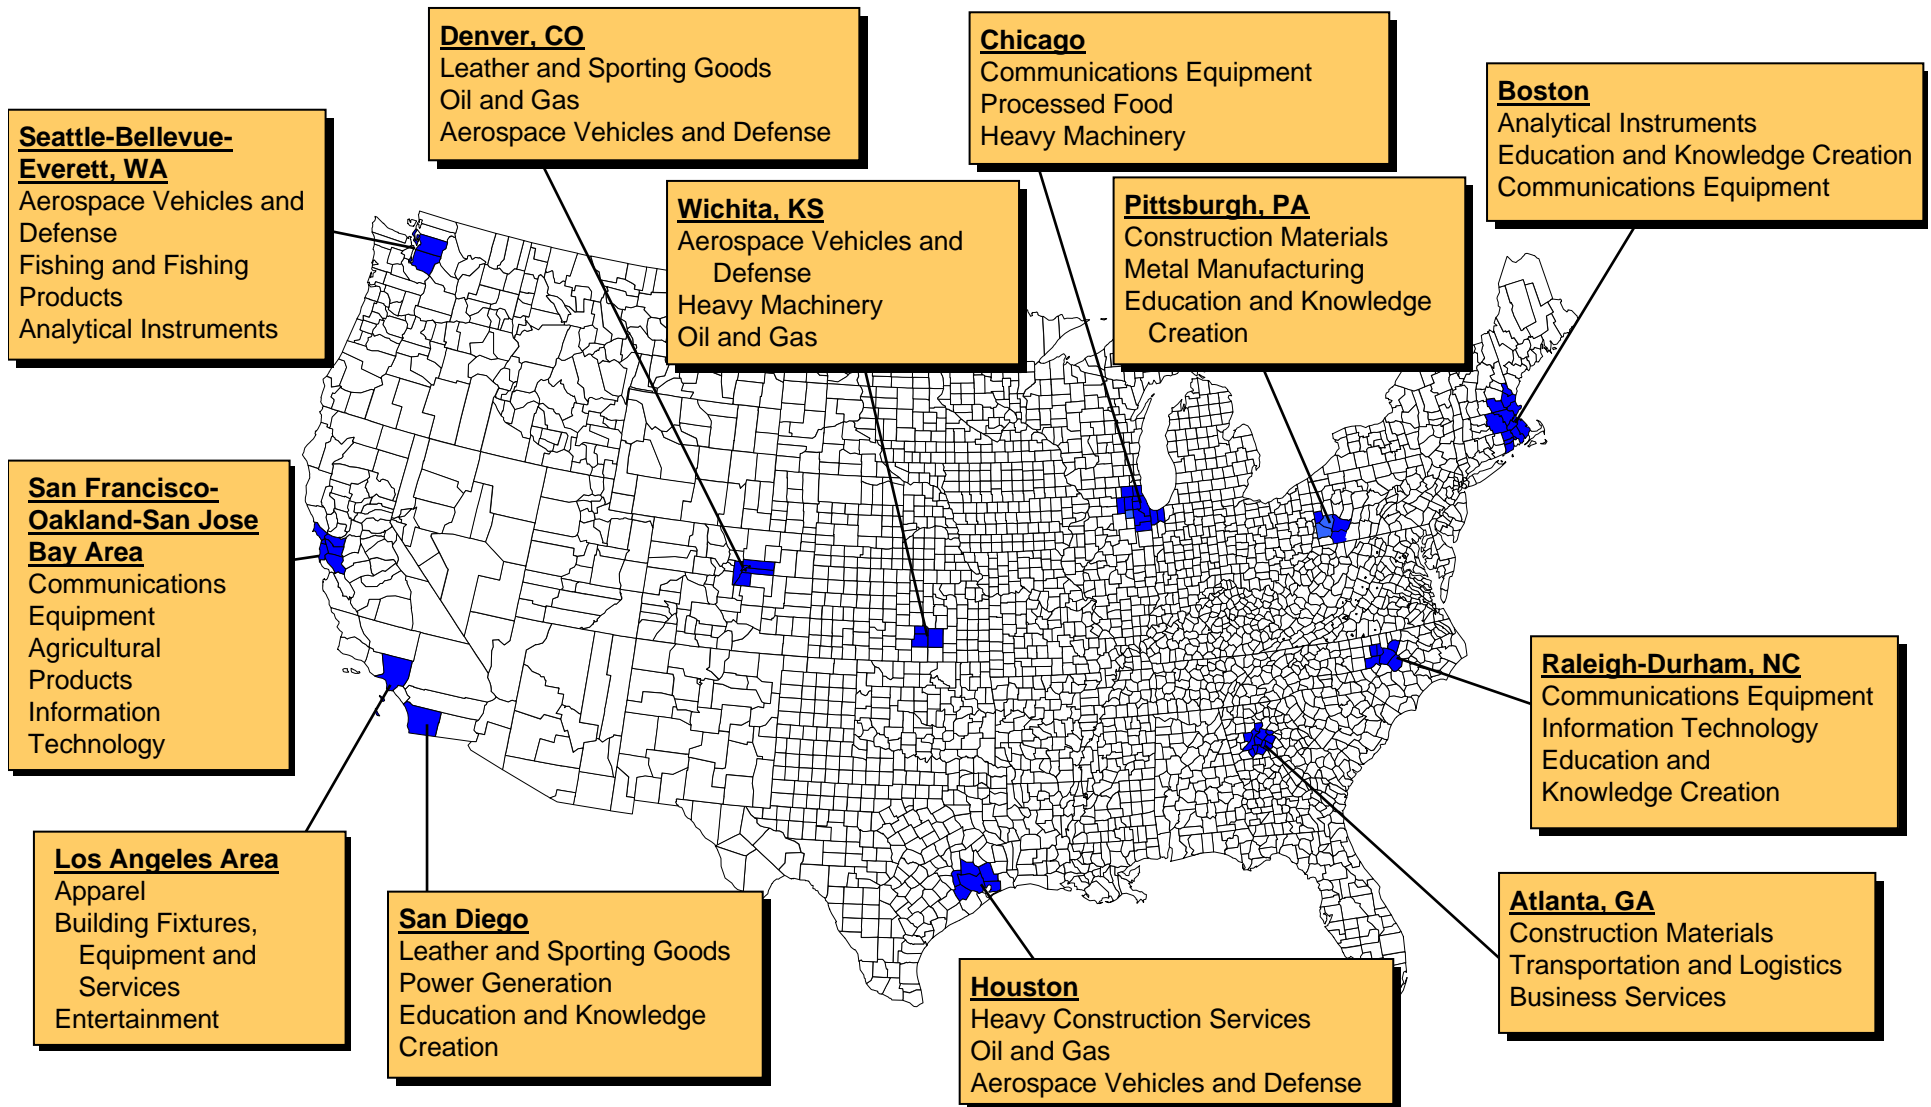 Denver, CO
Leather and Sporting Goods
Oil and Gas
Aerospace Vehicles and Defense
Chicago
Communications Equipment
Processed Food
Heavy Machinery
Boston
Analytical Instruments
Education and Knowledge Creation
Communications Equipment
Seattle-Bellevue-
Everett, WA
Aerospace Vehicles and
Defense
Fishing and Fishing
Products
Analytical Instruments
Wichita, KS
Aerospace Vehicles and
Defense
Heavy Machinery
Oil and Gas
Pittsburgh, PA
Construction Materials
Metal Manufacturing
Education and Knowledge
Creation
San Francisco-
Oakland-San Jose
Bay Area
Communications
Equipment
Agricultural
Products
Information
Technology
Raleigh-Durham, NC
Communications Equipment
Information Technology
Education and
Knowledge Creation
Los Angeles Area
Apparel
Building Fixtures,
Equipment and
Services
Entertainment
San Diego
Leather and Sporting Goods
Power Generation
Education and Knowledge
Creation
Houston
Heavy Construction Services
Oil and Gas
Aerospace Vehicles and Defense
Atlanta, GA
Construction Materials
Transportation and Logistics
Business Services